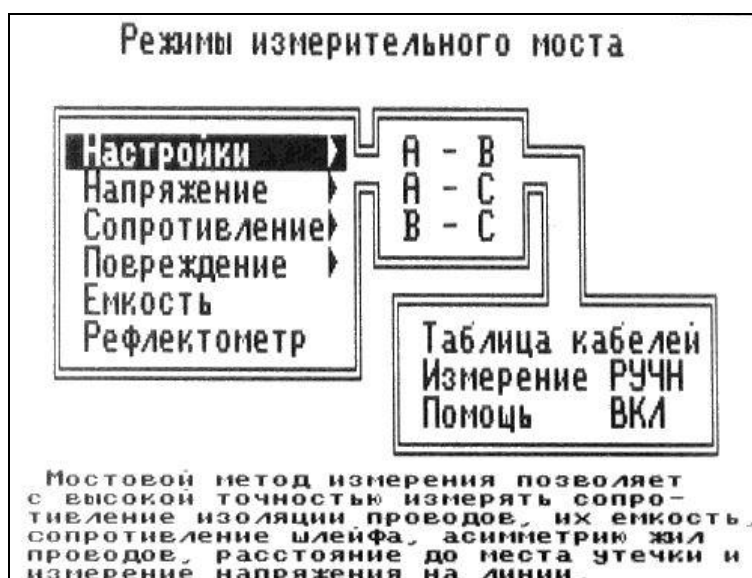 Режимы измерительного моста
Настройки
Напряжение
Сопротивление
Повреждение
Емкость
Рефлектометр
А - В
А - С
В - С
Таблица кабелей
Измерение РУЧН
Помощь ВКЛ
Мостовой метод измерения позволяет
с высокой точностью измерять сопро-
тивление изоляции проводов, их емкость,
сопротивление шлейфа, асимметрию жил
проводов, расстояние до места утечки и
измерение напряжения на линии.